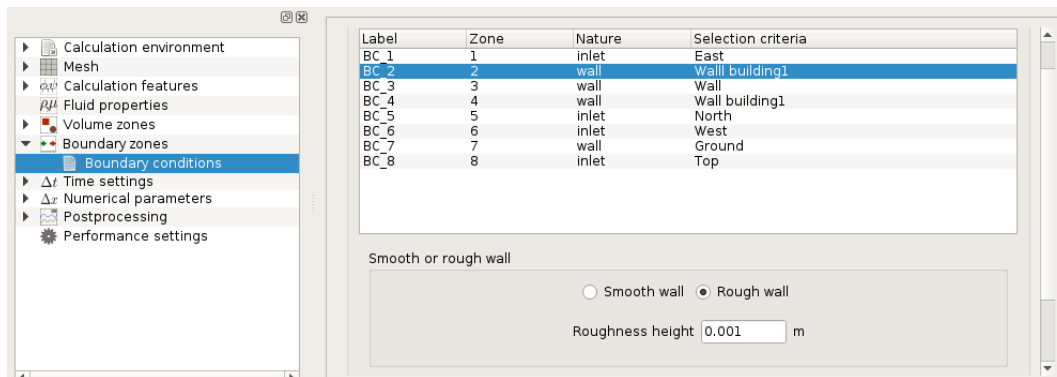 Calculation environment
Mesh
Calculation features
Fluid properties
Volume zones
Boundary zones
Boundary conditions
Δt Time settings
Δx Numerical parameters
Postprocessing
Performance settings
Label Zone Nature Selection criteria
BC_1 1 inlet East
BC_2 2 wall Walll building1
BC_3 3 wall Wall
BC_4 4 wall Wall building1
BC_5 5 inlet North
BC_6 6 inlet West
BC_7 7 wall Ground
BC_8 8 inlet Top
Smooth or rough wall
Smooth wall Rough wall
Roughness height 0.001 m